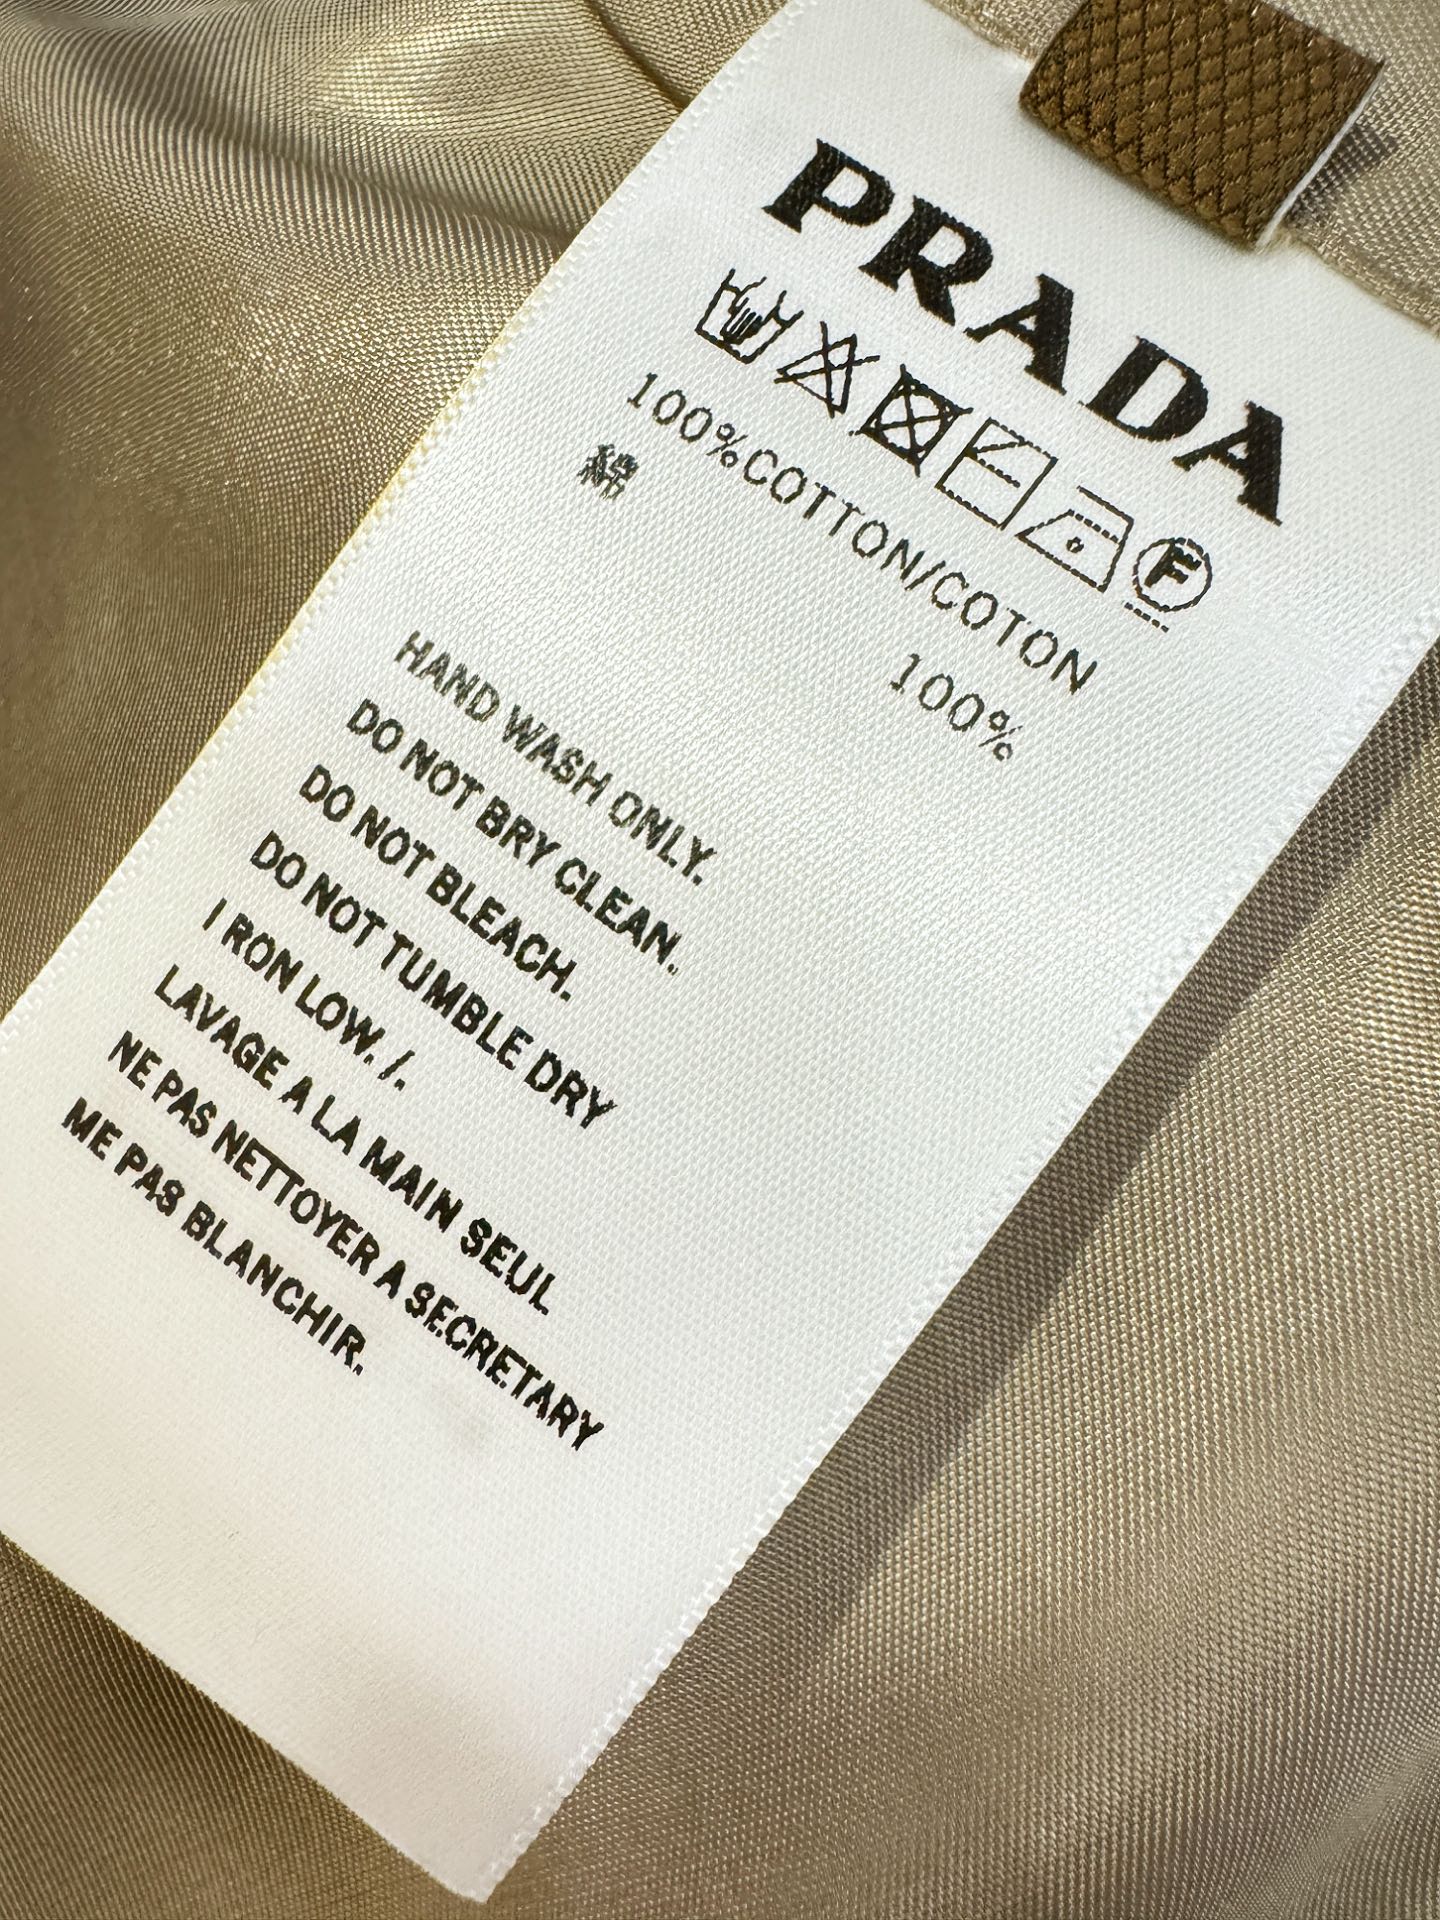 PRADA
F
100%COTTON/COTON
綿 100%
HAND WASH ONLY.
DO NOT BRY CLEAN.
DO NOT BLEACH.
DO NOT TUMBLE DRY
I RON LOW. /.
LAVAGE A LA MAIN SEUL
NE PAS NETTOYER A SECRETARY
ME PAS BLANCHIR.